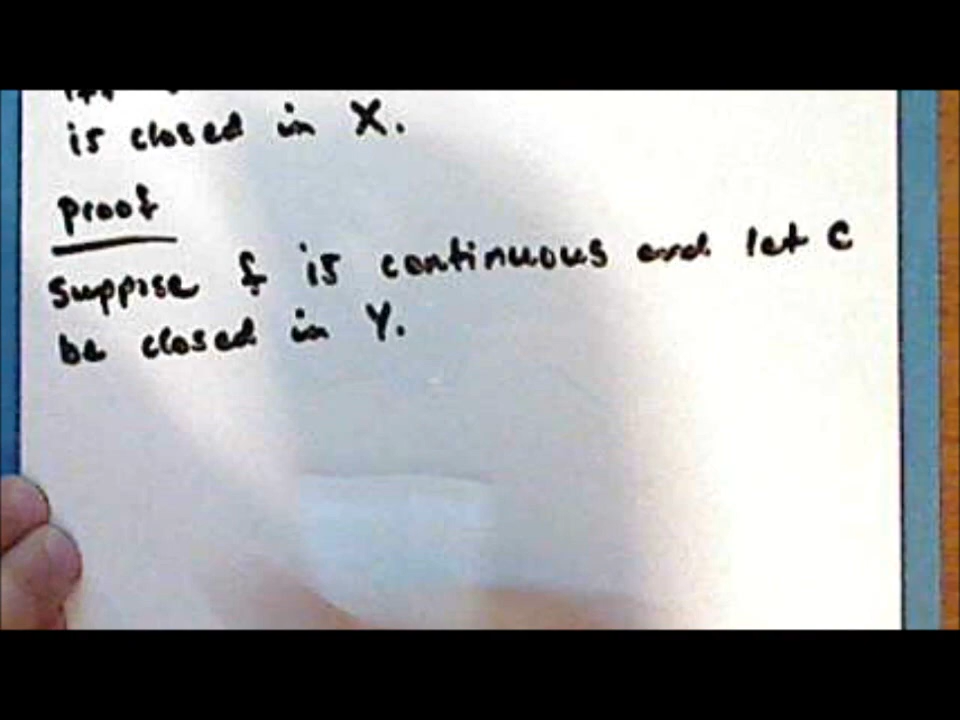 is closed in X.
proof
suppose f is continuous and let C
be closed in Y.